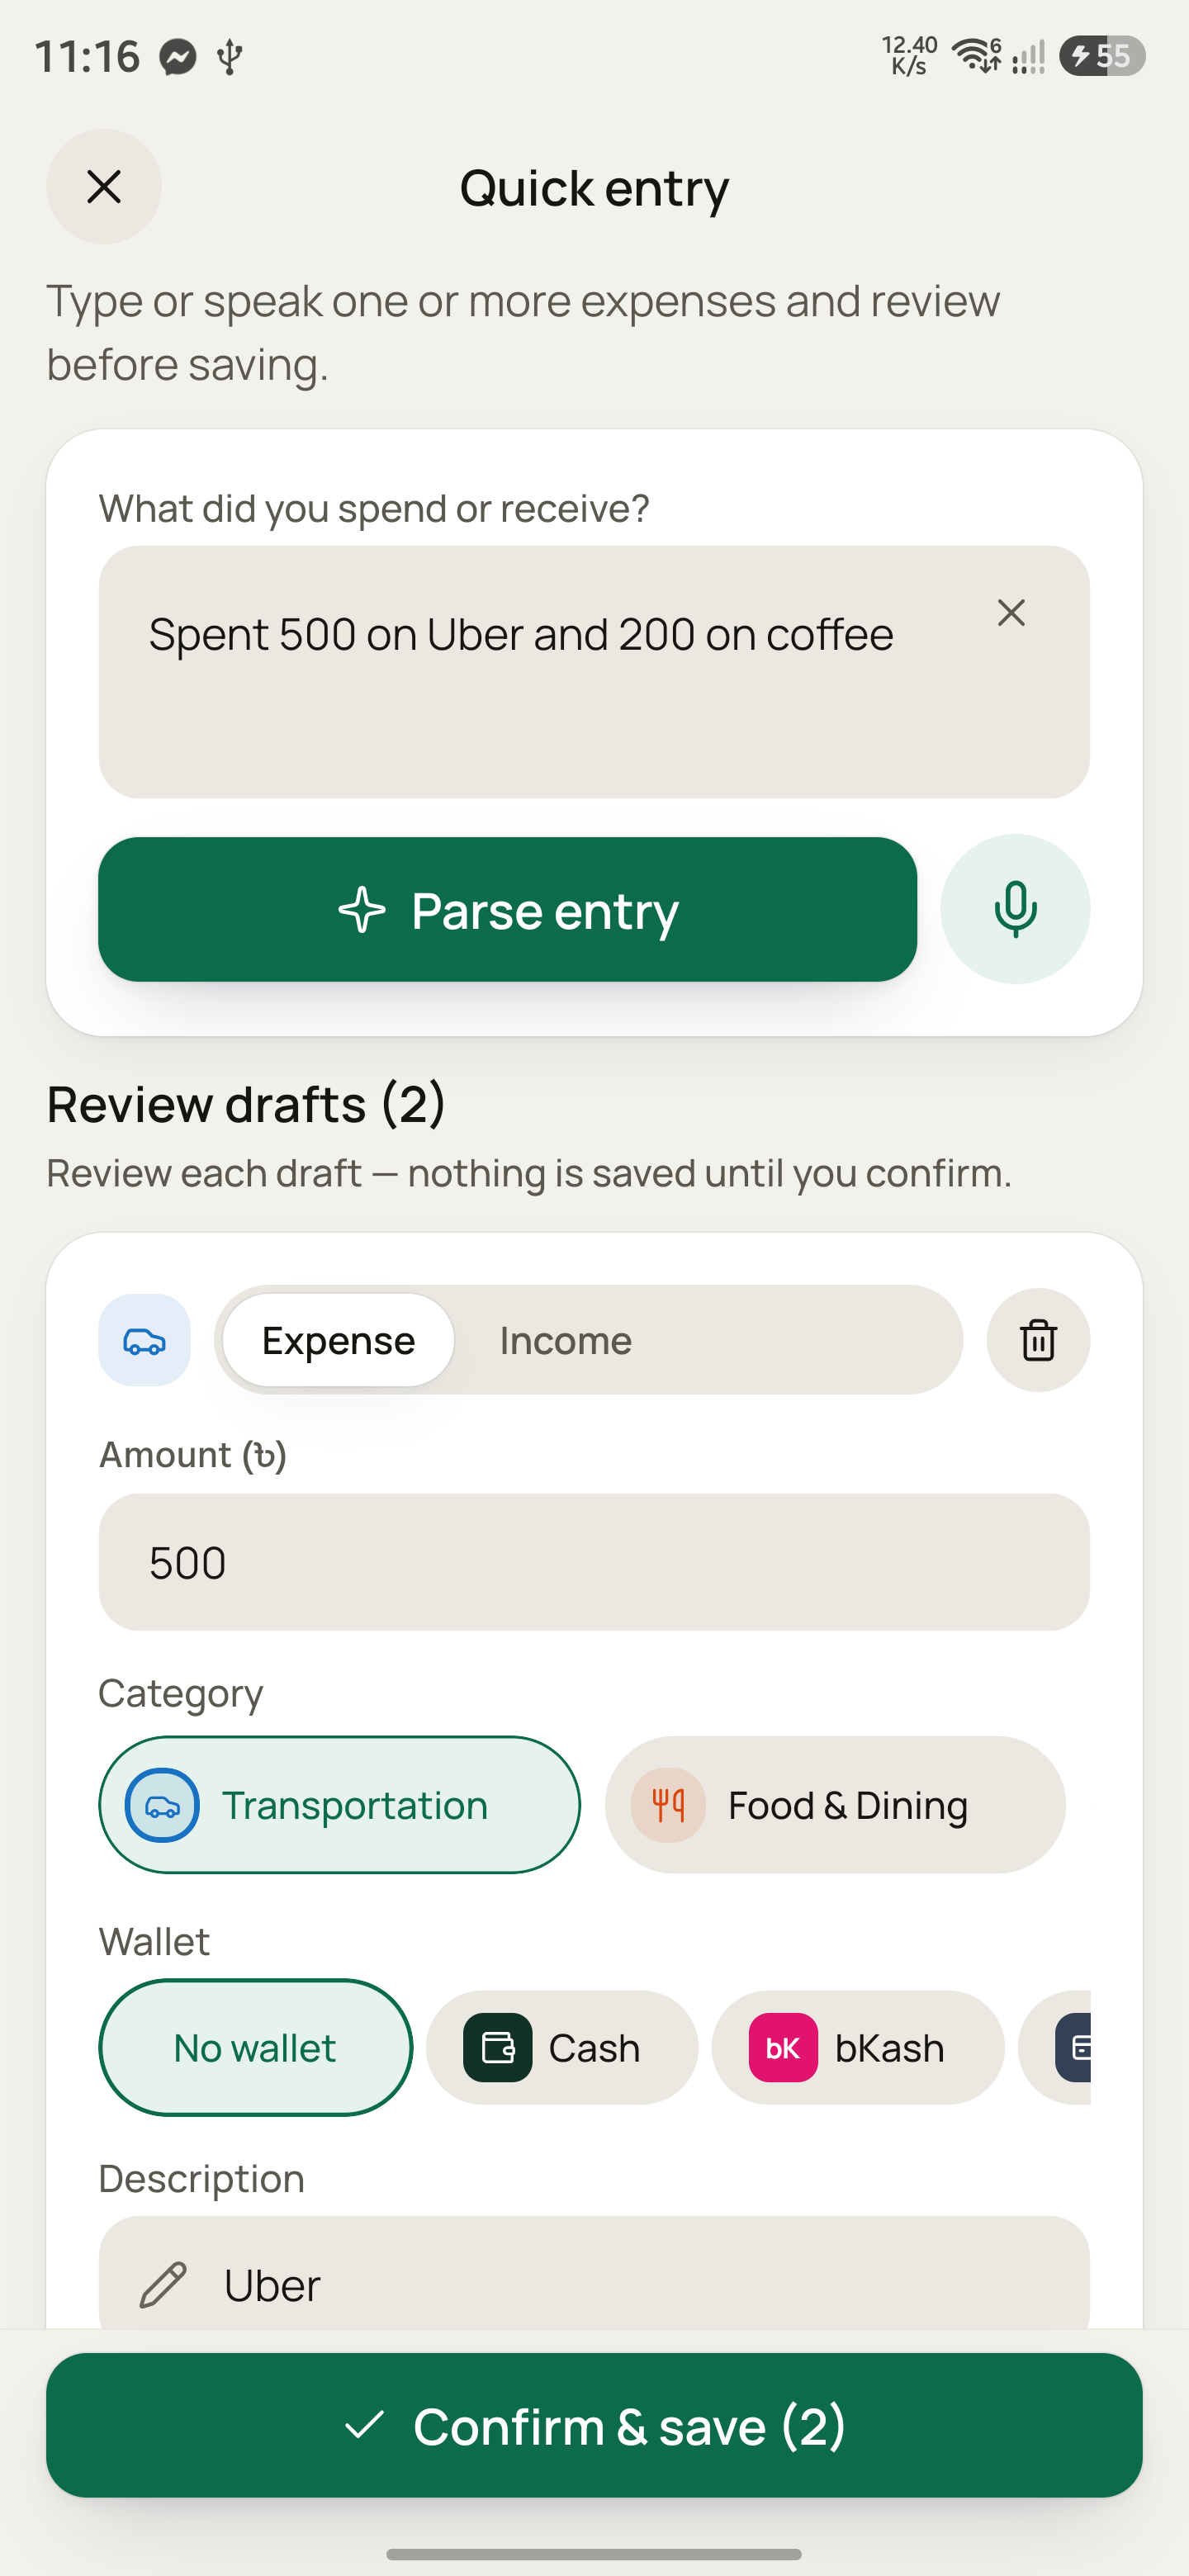 11:16
12.40
K/s
6
55
Quick entry
Type or speak one or more expenses and review
before saving.
What did you spend or receive?
Spent 500 on Uber and 200 on coffee
Parse entry
Review drafts (2)
Review each draft — nothing is saved until you confirm.
Expense
Income
Amount (৳)
500
Category
Transportation
Food & Dining
Wallet
No wallet
Cash
bK
bKash
Description
Uber
Confirm & save (2)